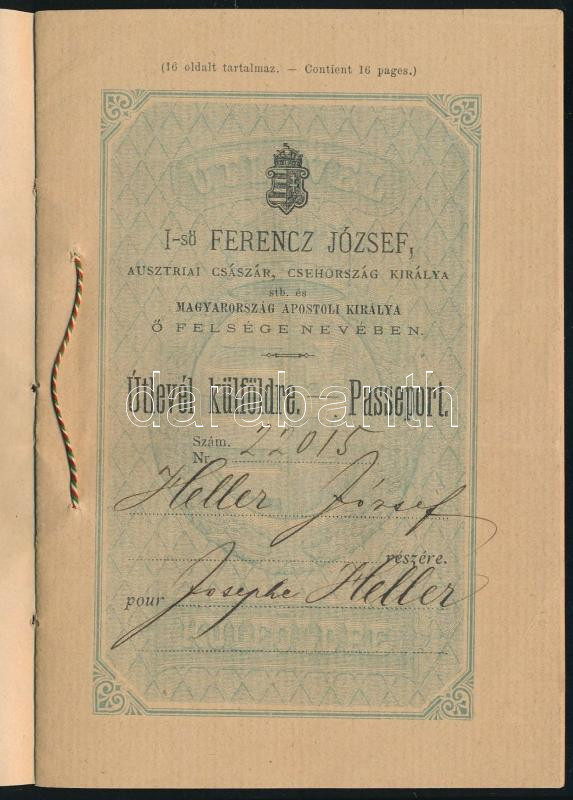 (16 oldalt tartalmaz. — Contient 16 pages.)
I-ső FERENCZ JÓZSEF,
AUSZTRIAI CSÁSZÁR, CSEHORSZÁG KIRÁLYA
stb. és
MAGYARORSZÁG APOSTOLI KIRÁLYA
Ő FELSÉGE NEVÉBEN.
Útlevél külföldre. — Passeport.
darabanth
Szám.
Nr. 22015
Heller József
részére.
pour Josephe Heller